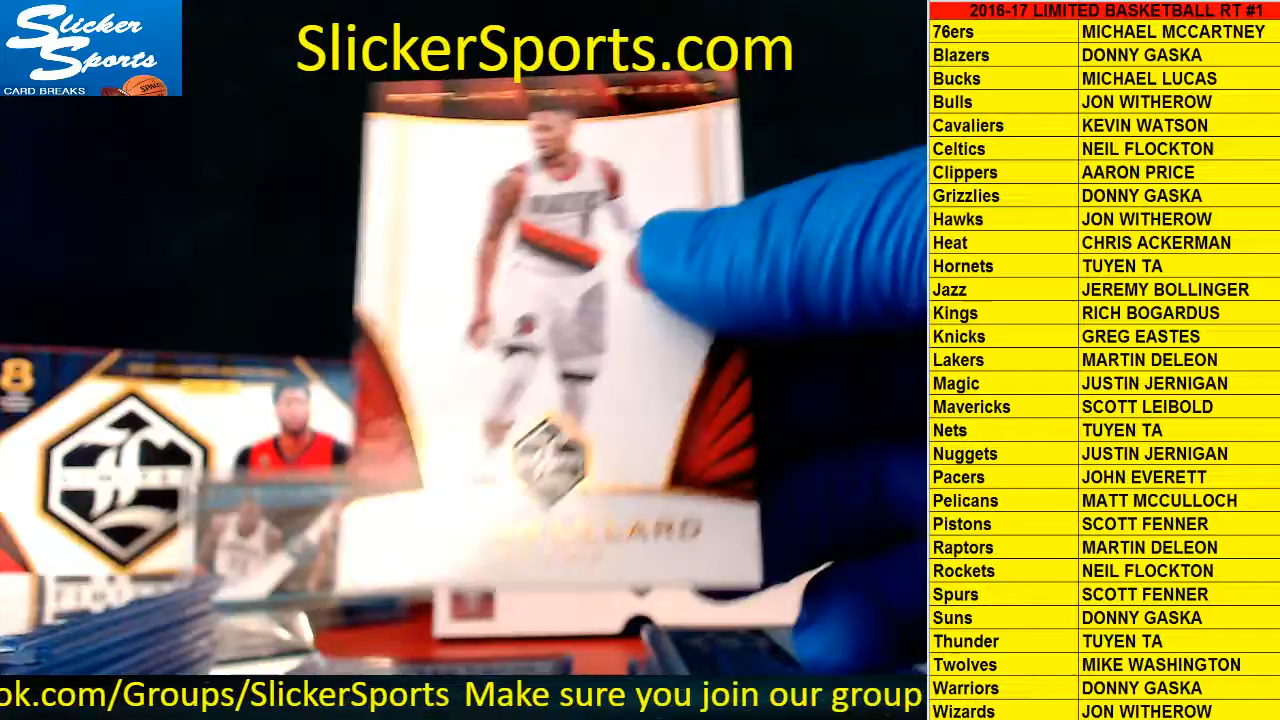 Slicker
Sports
CARD BREAKS
SlickerSports.com
2016-17 LIMITED BASKETBALL RT #1
76ers MICHAEL MCCARTNEY
Blazers DONNY GASKA
Bucks MICHAEL LUCAS
Bulls JON WITHEROW
Cavaliers KEVIN WATSON
Celtics NEIL FLOCKTON
Clippers AARON PRICE
Grizzlies DONNY GASKA
Hawks JON WITHEROW
Heat CHRIS ACKERMAN
Hornets TUYEN TA
Jazz JEREMY BOLLINGER
Kings RICH BOGARDUS
Knicks GREG EASTES
Lakers MARTIN DELEON
Magic JUSTIN JERNIGAN
Mavericks SCOTT LEIBOLD
Nets TUYEN TA
Nuggets JUSTIN JERNIGAN
Pacers JOHN EVERETT
Pelicans MATT MCCULLOCH
Pistons SCOTT FENNER
Raptors MARTIN DELEON
Rockets NEIL FLOCKTON
Spurs SCOTT FENNER
Suns DONNY GASKA
Thunder TUYEN TA
Twolves MIKE WASHINGTON
Warriors DONNY GASKA
Wizards JON WITHEROW
8
ok.com/Groups/SlickerSports Make sure you join our group